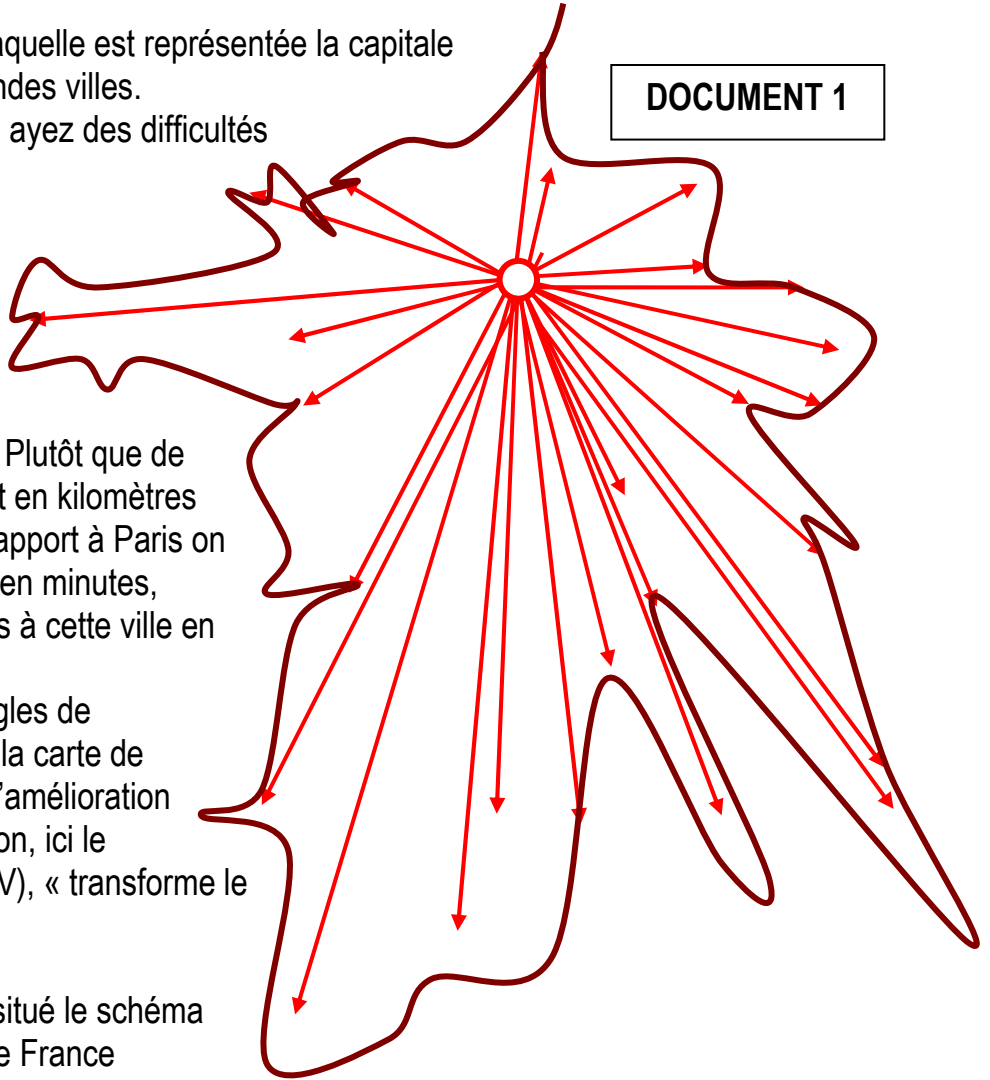 aquelle est représentée la capitale
ndes villes.
ayez des difficultés
DOCUMENT 1
Plutôt que de
t en kilomètres
apport à Paris on
en minutes,
s à cette ville en
gles de
la carte de
'amélioration
on, ici le
V), « transforme le
situé le schéma
e France